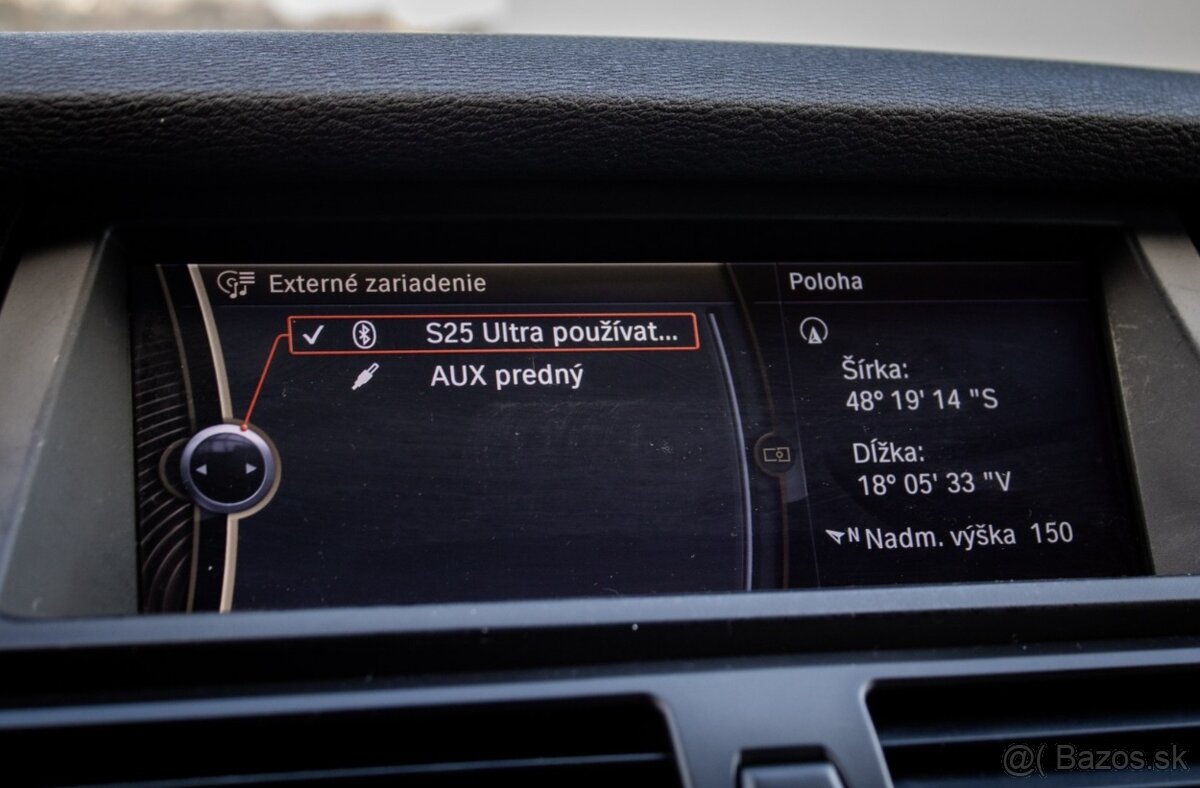 Externé zariadenie
S25 Ultra používat...
AUX predný
Poloha
Šírka:
48° 19' 14 "S
Dĺžka:
18° 05' 33 "V
N Nadm. výška 150
@( Bazos.sk